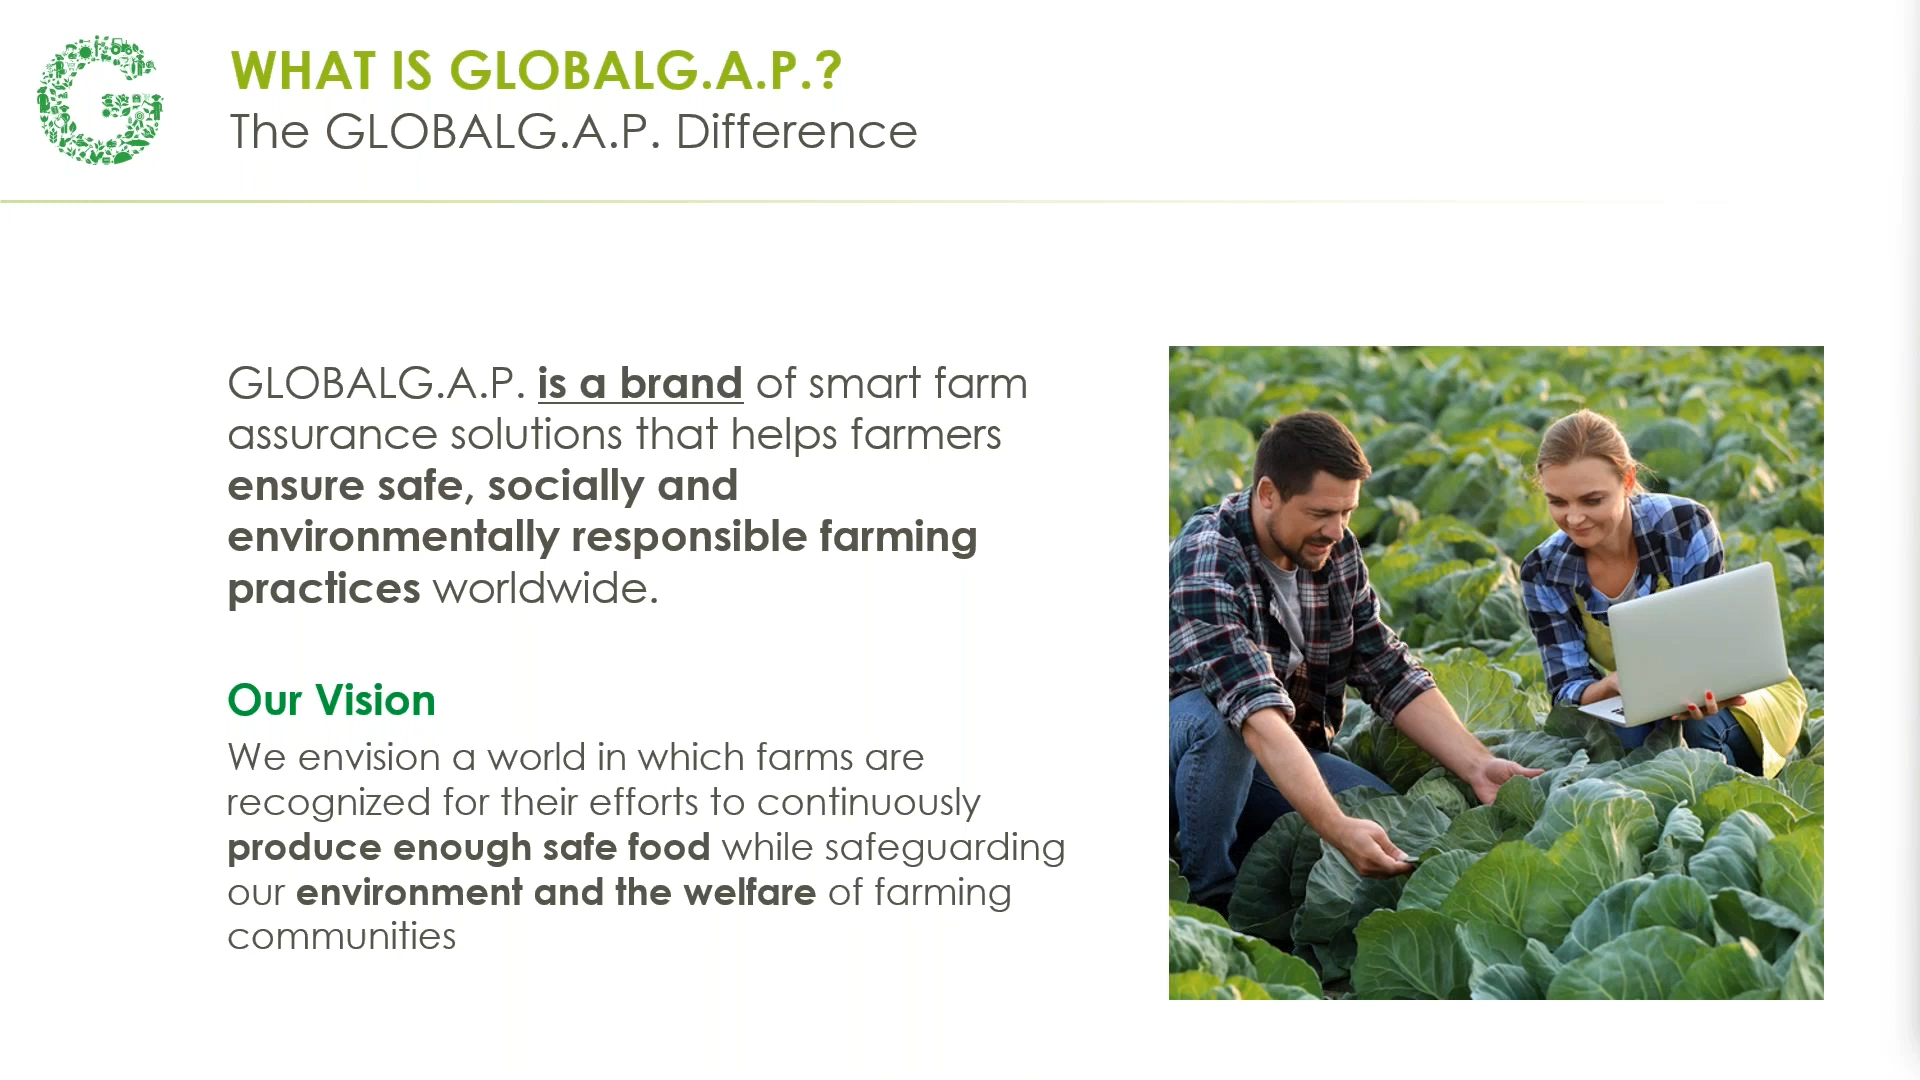 WHAT IS GLOBALG.A.P.?
The GLOBALG.A.P. Difference
GLOBALG.A.P. is a brand of smart farm
assurance solutions that helps farmers
ensure safe, socially and
environmentally responsible farming
practices worldwide.
Our Vision
We envision a world in which farms are
recognized for their efforts to continuously
produce enough safe food while safeguarding
our environment and the welfare of farming
communities